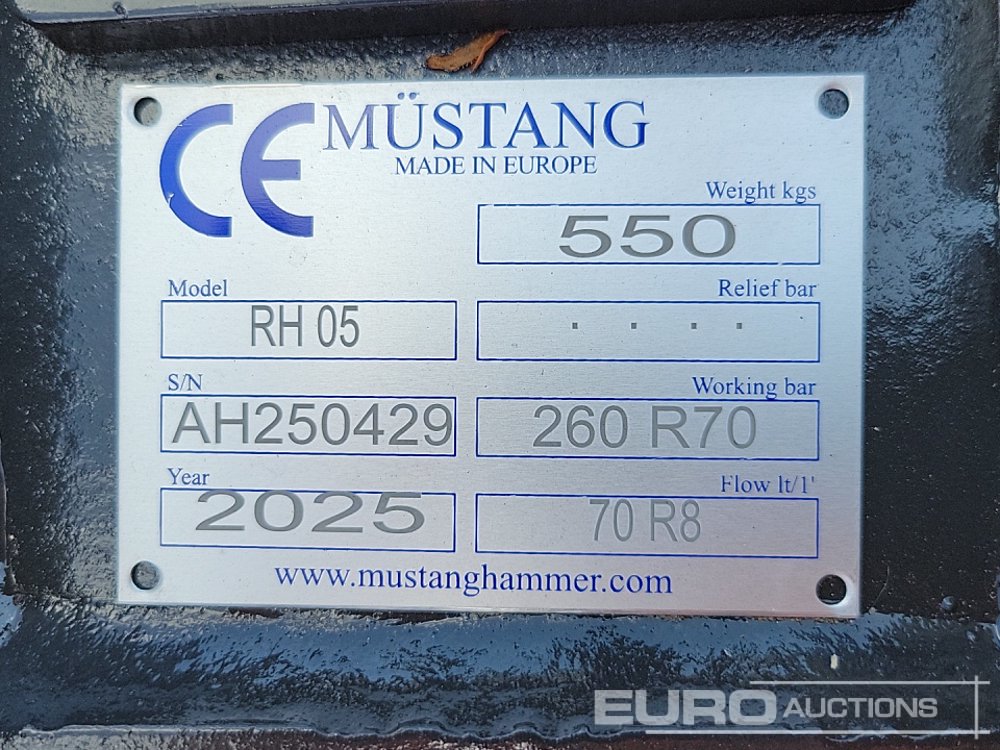 CE MÜSTANG
MADE IN EUROPE
Weight kgs
550
Model
RH 05
Relief bar
. . . .
S/N
AH250429
Working bar
260 R70
Year
2025
Flow lt/1'
70 R8
www.mustanghammer.com
EURO AUCTIONS